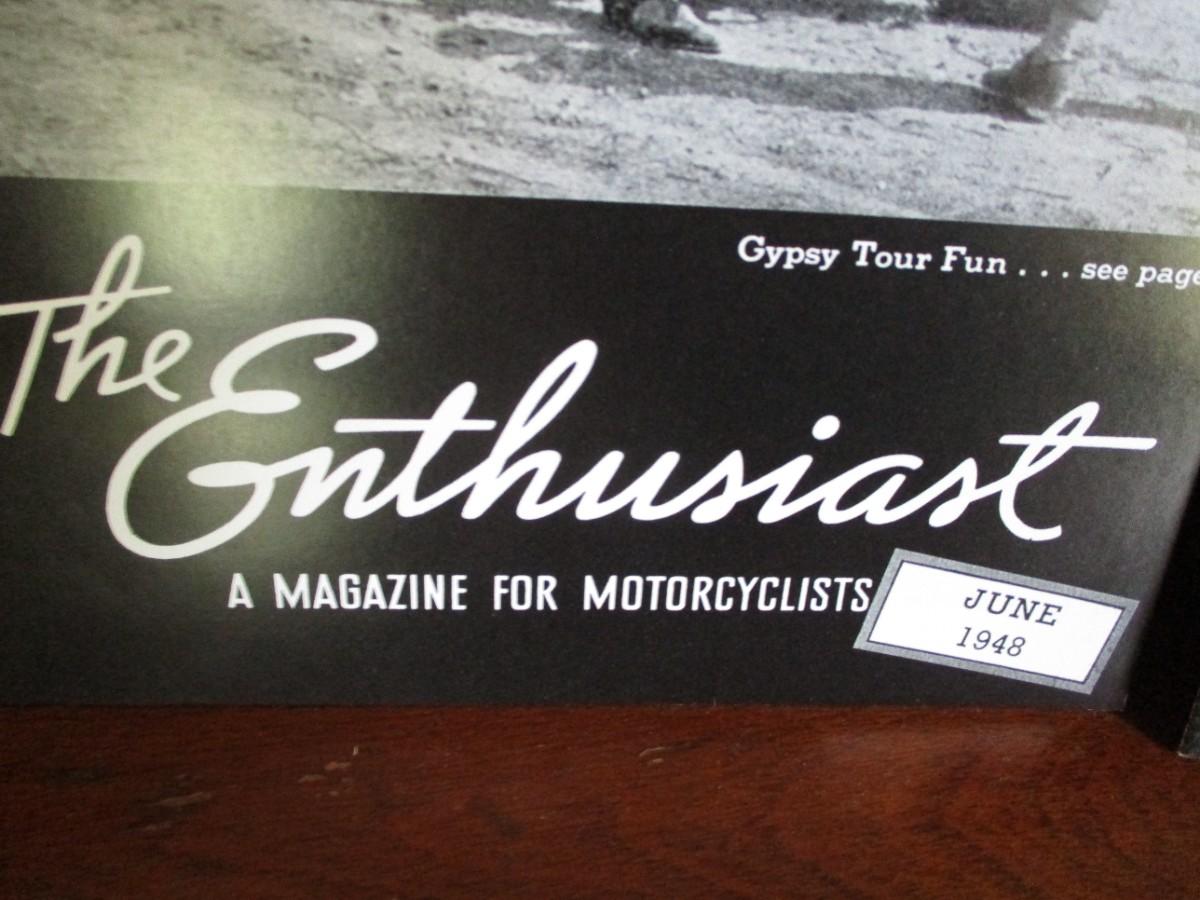 Gypsy Tour Fun . . . see page
The
Enthusiast
A MAGAZINE FOR MOTORCYCLISTS
JUNE
1948